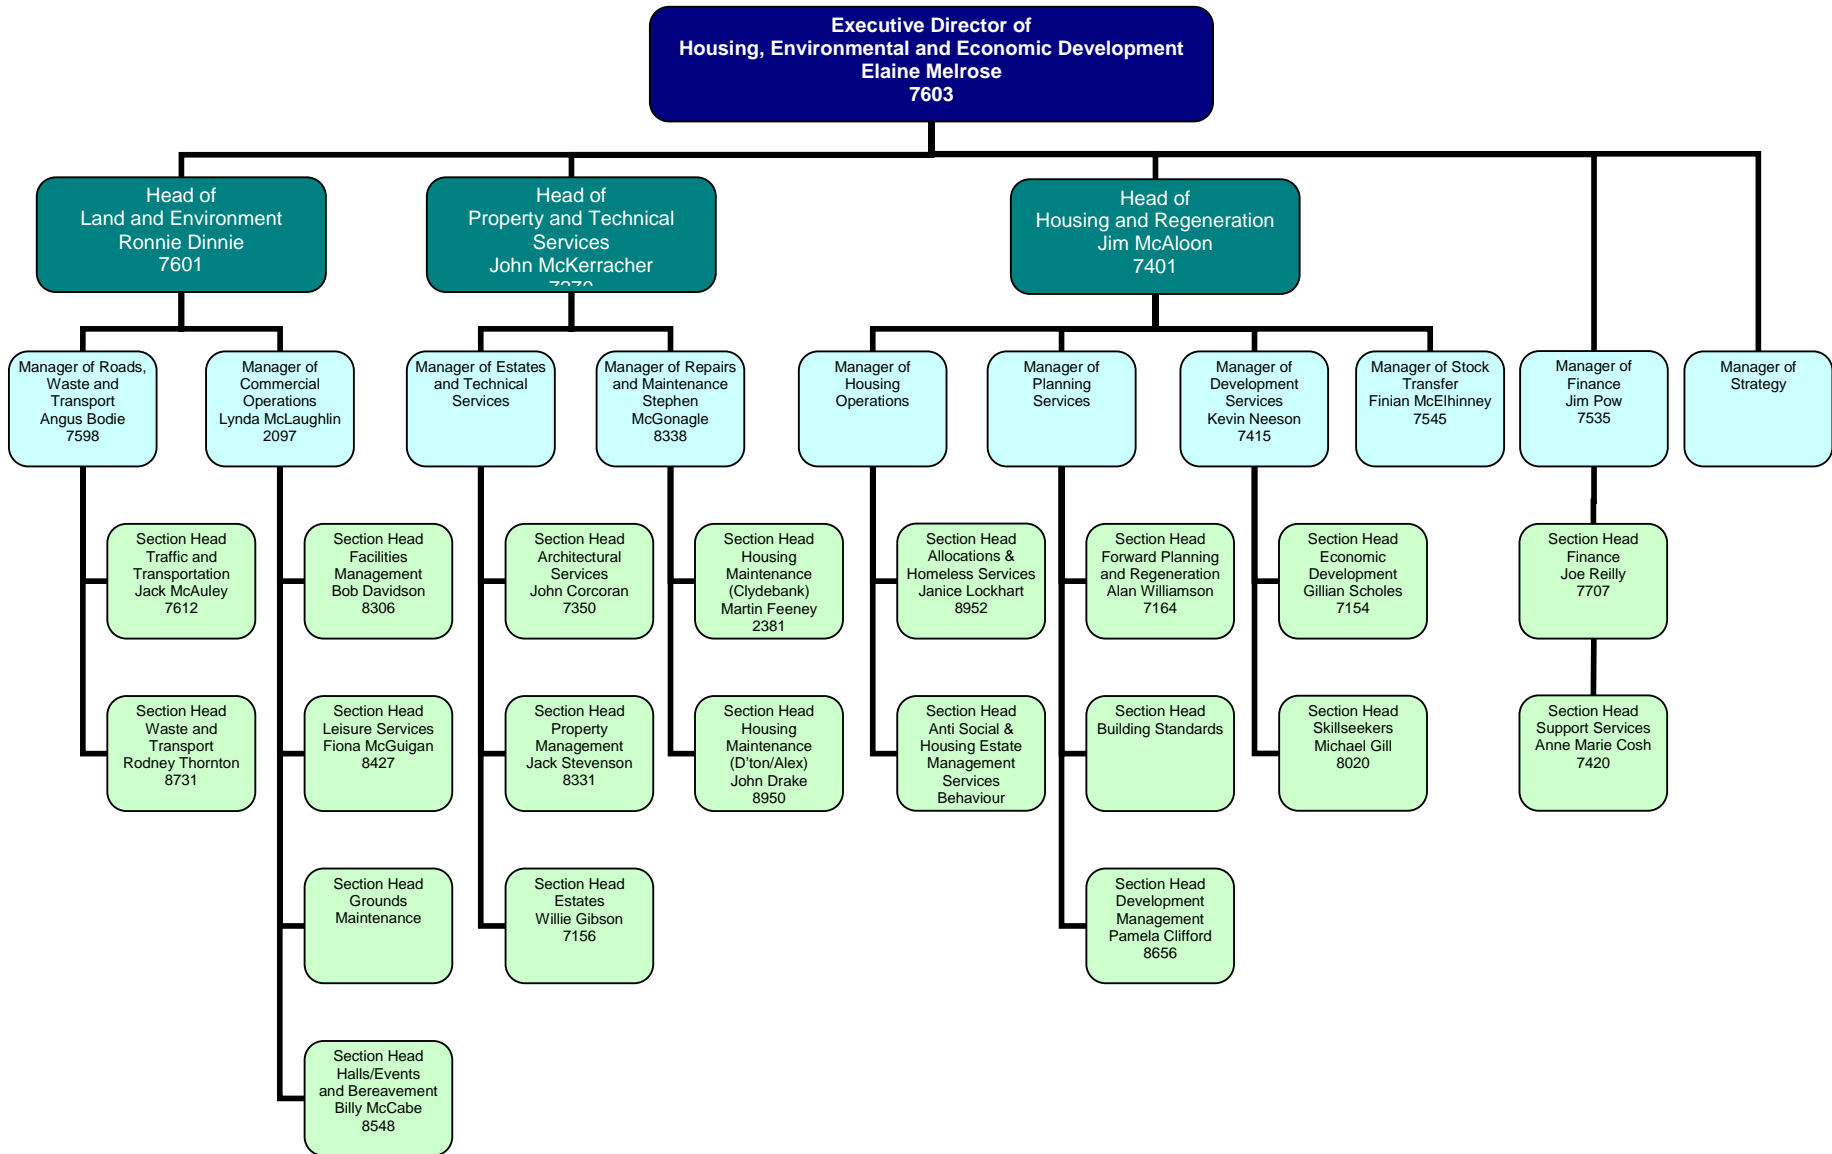 Executive Director of
Housing, Environmental and Economic Development
Elaine Melrose
7603
Head of
Land and Environment
Ronnie Dinnie
7601
Head of
Property and Technical
Services
John McKerracher
Head of
Housing and Regeneration
Jim McAloon
7401
Manager of Roads,
Waste and
Transport
Angus Bodie
7598
Manager of
Commercial
Operations
Lynda McLaughlin
2097
Manager of Estates
and Technical
Services
Manager of Repairs
and Maintenance
Stephen
McGonagle
8338
Manager of
Housing
Operations
Manager of
Planning
Services
Manager of
Development
Services
Kevin Neeson
7415
Manager of Stock
Transfer
Finian McElhinney
7545
Manager of
Finance
Jim Pow
7535
Manager of
Strategy
Section Head
Traffic and
Transportation
Jack McAuley
7612
Section Head
Facilities
Management
Bob Davidson
8306
Section Head
Architectural
Services
John Corcoran
7350
Section Head
Housing
Maintenance
(Clydebank)
Martin Feeney
2381
Section Head
Allocations &
Homeless Services
Janice Lockhart
8952
Section Head
Forward Planning
and Regeneration
Alan Williamson
7164
Section Head
Economic
Development
Gillian Scholes
7154
Section Head
Finance
Joe Reilly
7707
Section Head
Waste and
Transport
Rodney Thornton
8731
Section Head
Leisure Services
Fiona McGuigan
8427
Section Head
Property
Management
Jack Stevenson
8331
Section Head
Housing
Maintenance
(D'ton/Alex)
John Drake
8950
Section Head
Anti Social &
Housing Estate
Management
Services
Behaviour
Section Head
Building Standards
Section Head
Skillseekers
Michael Gill
8020
Section Head
Support Services
Anne Marie Cosh
7420
Section Head
Grounds
Maintenance
Section Head
Estates
Willie Gibson
7156
Section Head
Development
Management
Pamela Clifford
8656
Section Head
Halls/Events
and Bereavement
Billy McCabe
8548